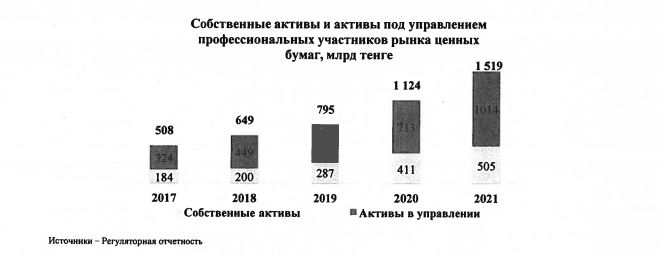 Собственные активы и активы под управлением
профессиональных участников рынка ценных
бумаг, млрд тенге
1 519
1 124
1014
795
713
649
508
449
324
505
411
287
200
184
2017 2018 2019 2020 2021
Собственные активы Активы в управлении
Источники – Регуляторная отчетность